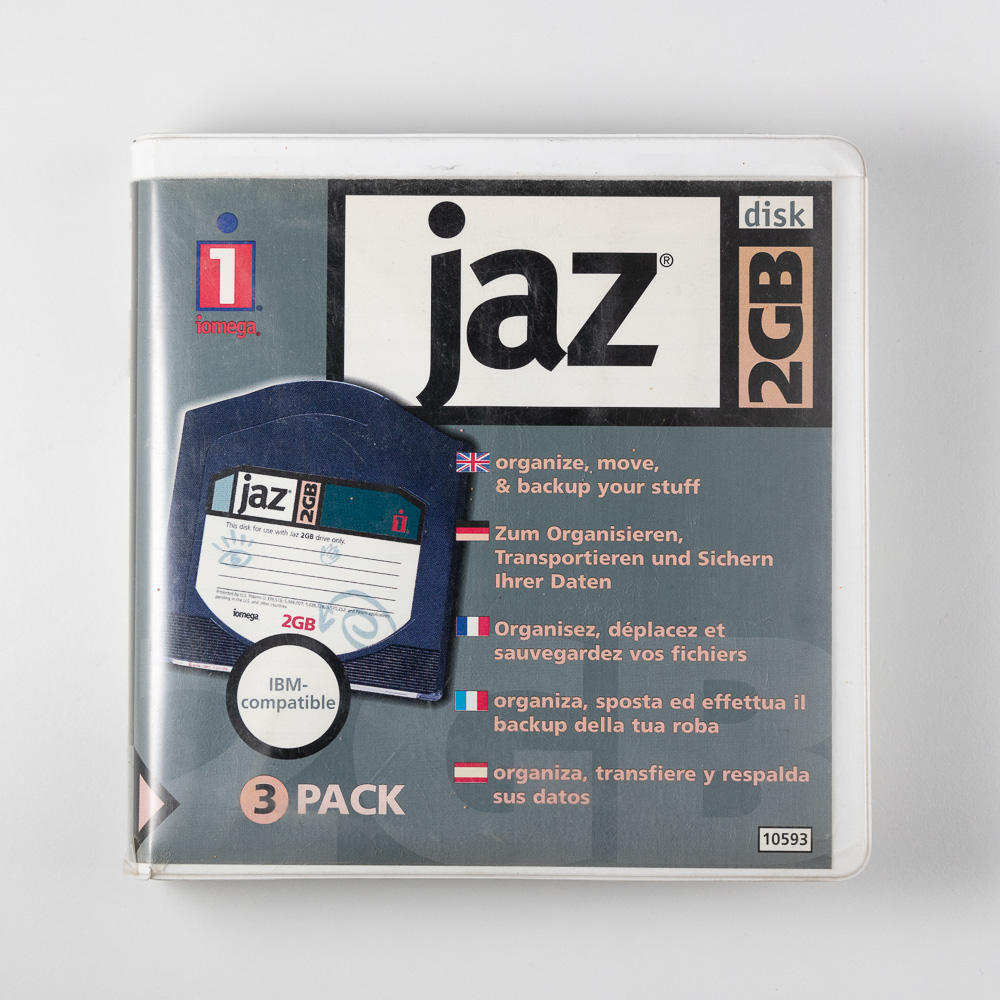 jaz®
disk
2GB
1
iomega
jaz
2GB
This disk for use with Jaz 2GB drive only.
iomega
2GB
IBM-
compatible
3 PACK
organize, move,
& backup your stuff
Zum Organisieren,
Transportieren und Sichern
Ihrer Daten
Organisez, déplacez et
sauvegardez vos fichiers
organiza, sposta ed effettua il
backup della tua roba
organiza, transfiere y respalda
sus datos
10593